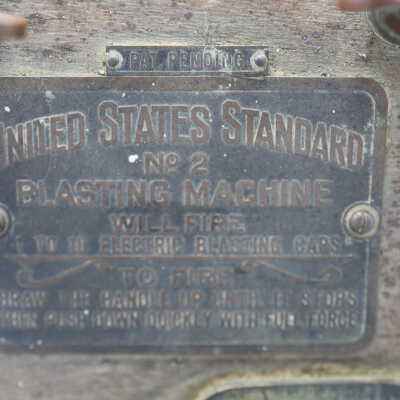 PAT. PENDING
UNITED STATES STANDARD
No 2
BLASTING MACHINE
WILL FIRE
1 TO 10 ELECTRIC BLASTING CAPS
TO FIRE
DRAW THE HANDLE UP UNTIL IT STOPS
THEN PUSH DOWN QUICKLY WITH FULL FORCE